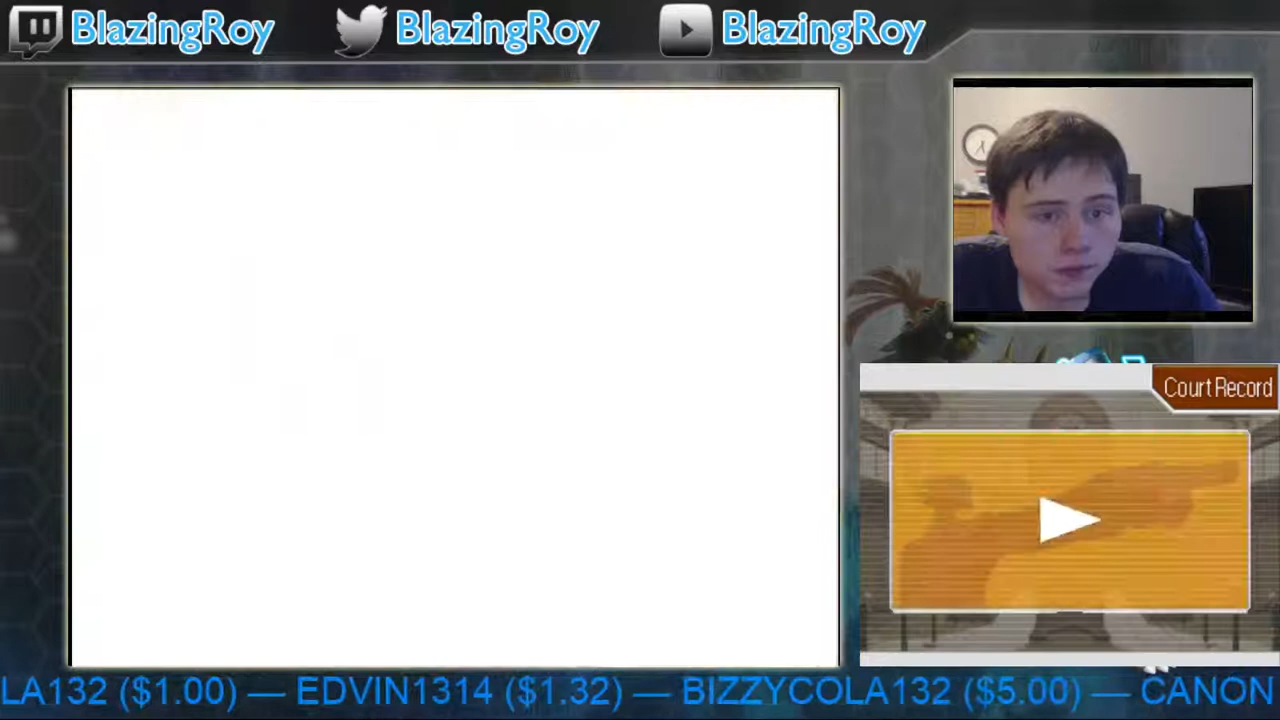 BlazingRoy BlazingRoy BlazingRoy
Court Record
LA132 ($1.00) — EDVIN1314 ($1.32) — BIZZYCOLA132 ($5.00) — CANON